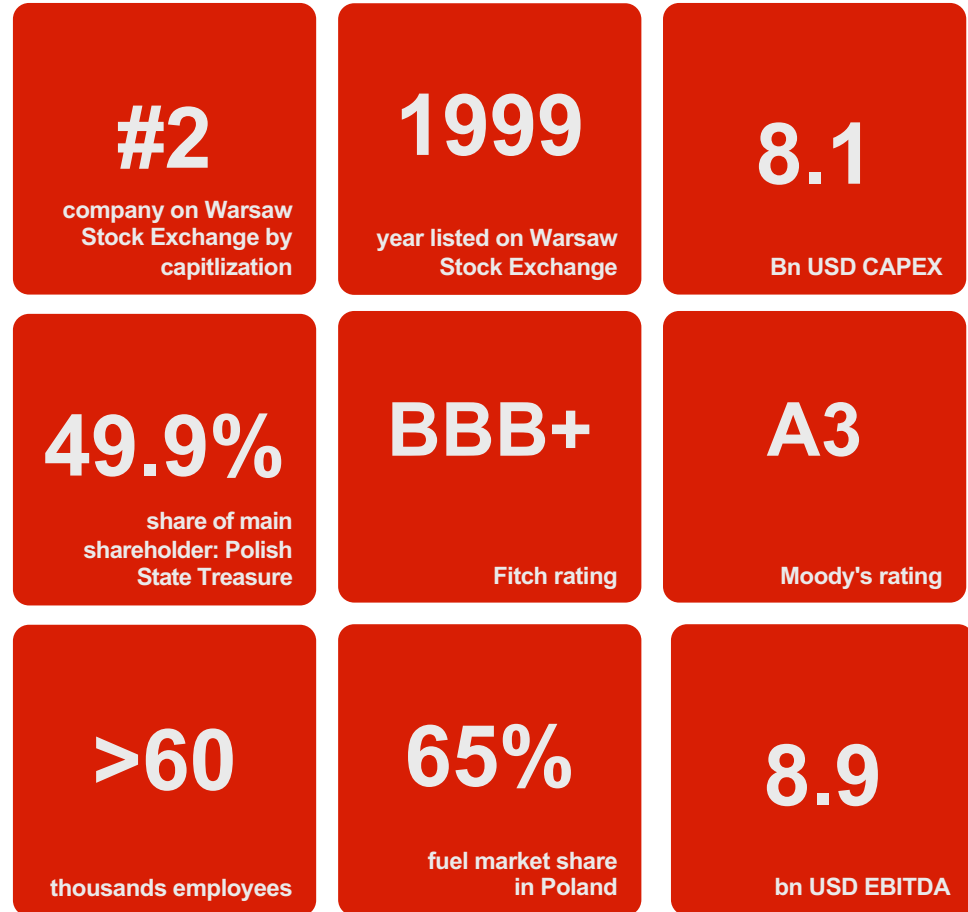 #2
company on Warsaw
Stock Exchange by
capitlization
1999
year listed on Warsaw
Stock Exchange
8.1
Bn USD CAPEX
49.9%
share of main
shareholder: Polish
State Treasure
BBB+
Fitch rating
A3
Moody's rating
>60
thousands employees
65%
fuel market share
in Poland
8.9
bn USD EBITDA